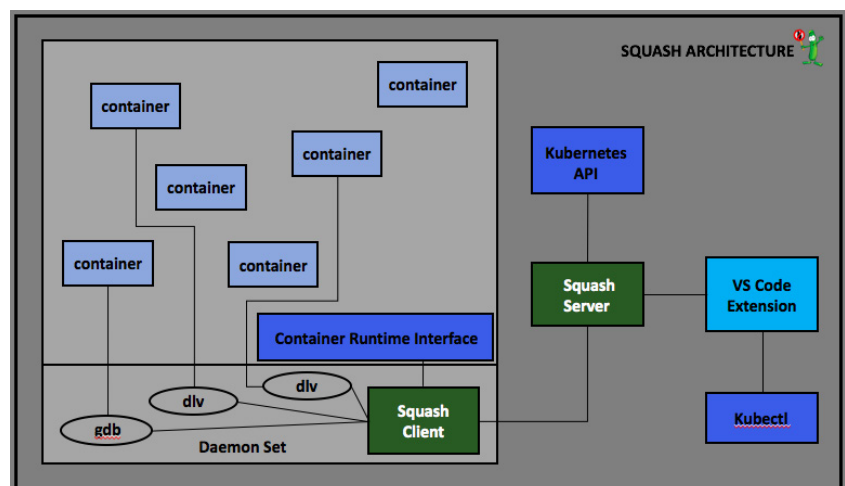 SQUASH ARCHITECTURE
container
container
container
container
container
container
Kubernetes
API
Squash
Server
VS Code
Extension
Container Runtime Interface
dlv
dlv
gdb
Squash
Client
Kubectl
Daemon Set